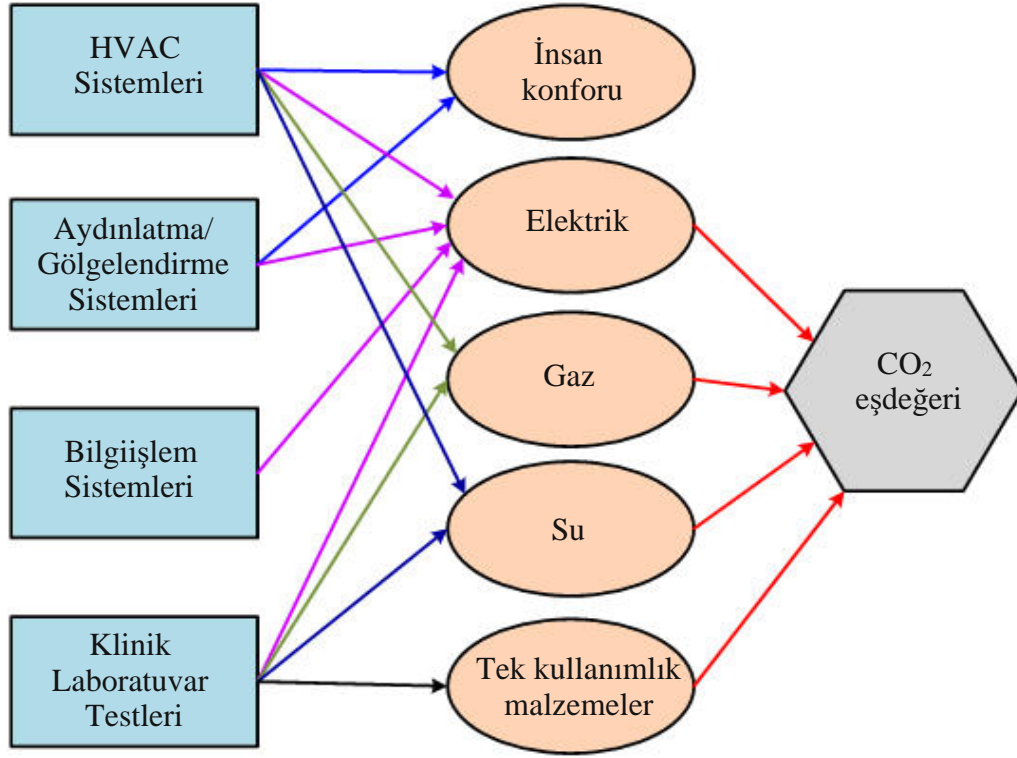 HVAC
Sistemleri
Aydınlatma/
Gölgelendirme
Sistemleri
Bilgiişlem
Sistemleri
Klinik
Laboratuvar
Testleri
İnsan
konforu
Elektrik
Gaz
Su
Tek kullanımlık
malzemeler
CO₂
eşdeğeri